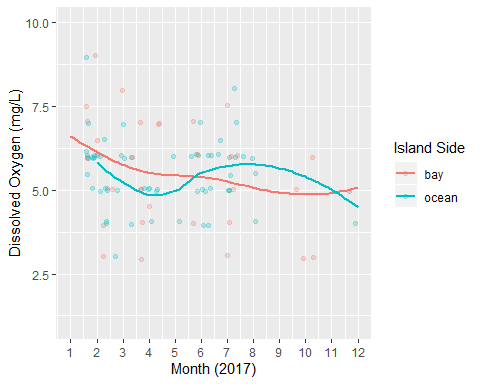 Dissolved Oxygen (mg/L)
10.0
7.5
5.0
2.5
1 2 3 4 5 6 7 8 9 10 11 12
Month (2017)
Island Side
bay
ocean